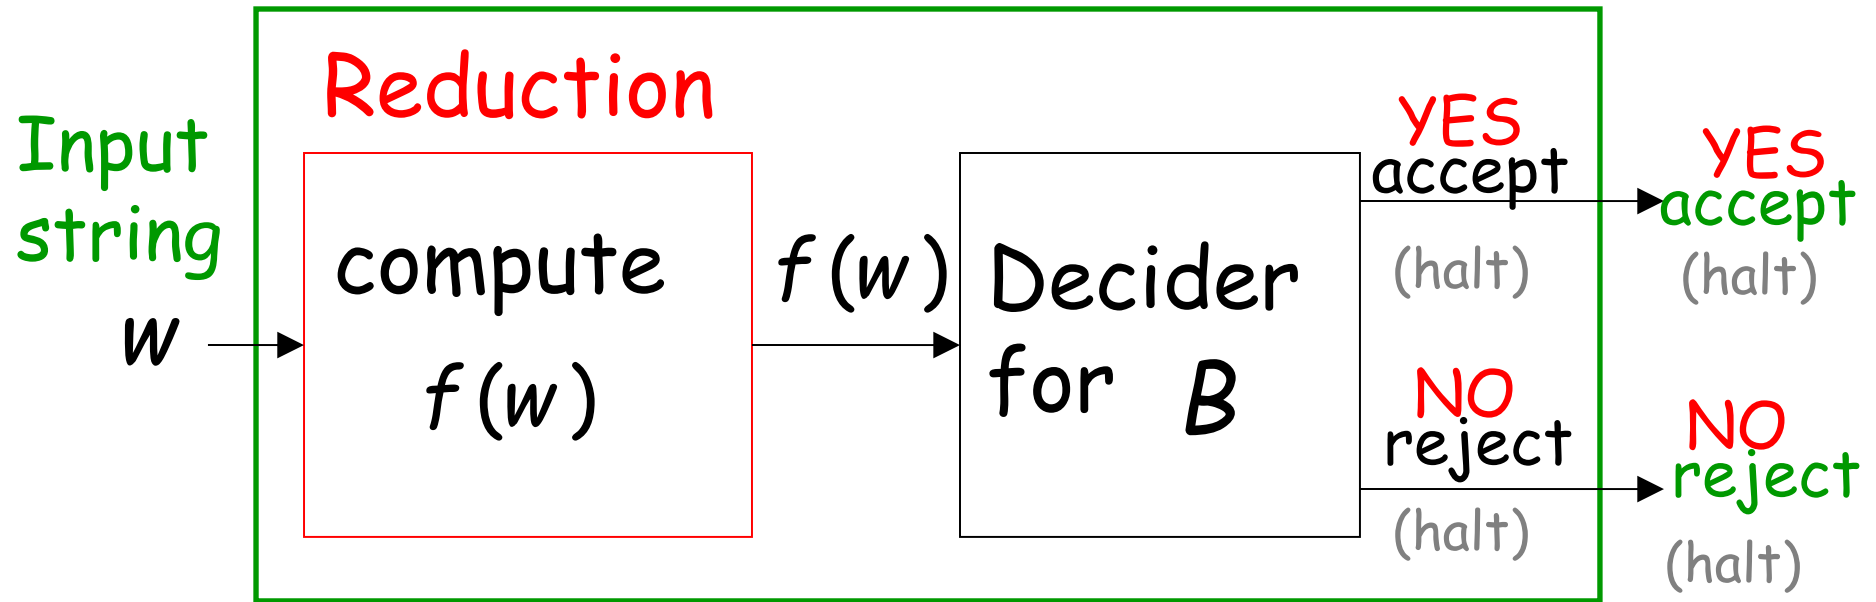 Reduction
Input
string
w
compute
f(w)
f(w)
Decider
for B
YES
accept
(halt)
NO
reject
(halt)
YES
accept
(halt)
NO
reject
(halt)